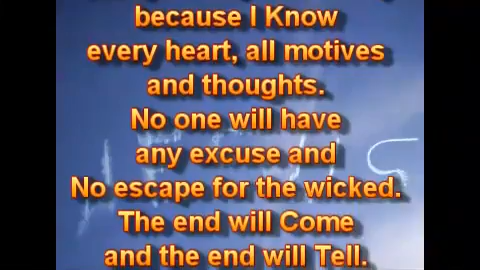 because I Know
every heart, all motives
and thoughts.
No one will have
any excuse and
No escape for the wicked.
The end will Come
and the end will Tell.